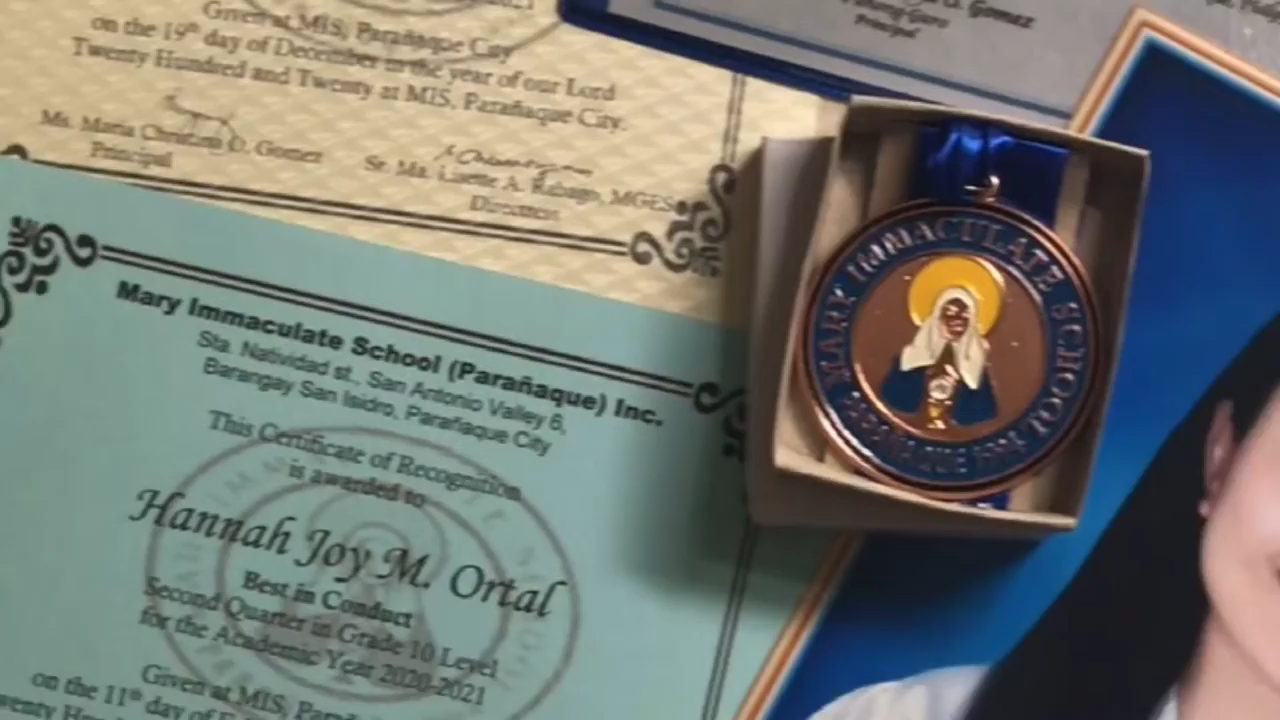 Given at MIS, Parañaque City
on the 19th day of December in the year of our Lord
Twenty Hundred and Twenty at MIS, Parañaque City.
Ms. Maria Christam O. Gomez
Principal
Sr. Ma. Lisette A. Rabago, MGES
Directress
O. Gomez
Principal
Mary Immaculate School (Parañaque) Inc.
Sta. Natividad st., San Antonio Valley 6,
Barangay San Isidro, Parañaque City
This Certificate of Recognition
is awarded to
Hannah Joy M. Ortal
Best in Conduct
Second Quarter in Grade 10 Level
for the Academic Year 2020-2021
Given at MIS,
on the 11th day of
MARY IMMACULATE SCHOOL
PARAÑAQUE